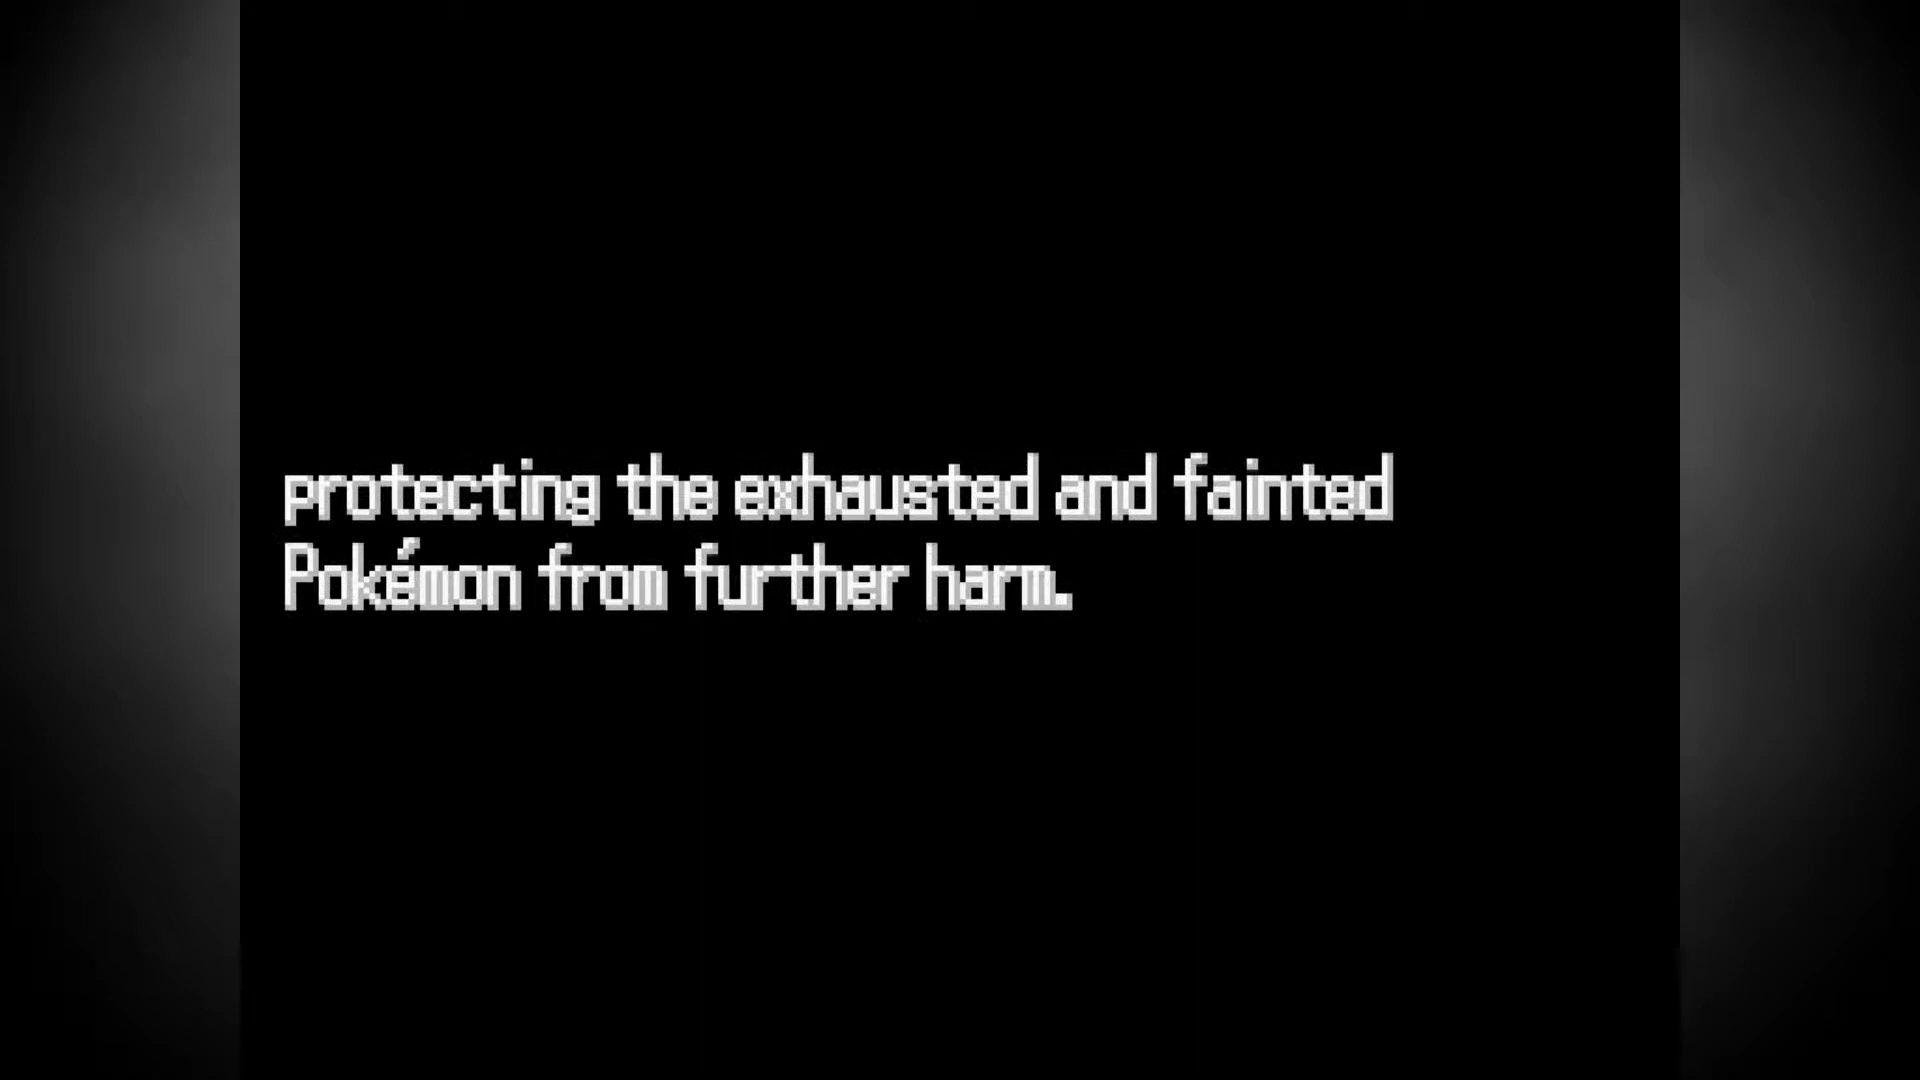 protecting the exhausted and fainted
Pokémon from further harm.